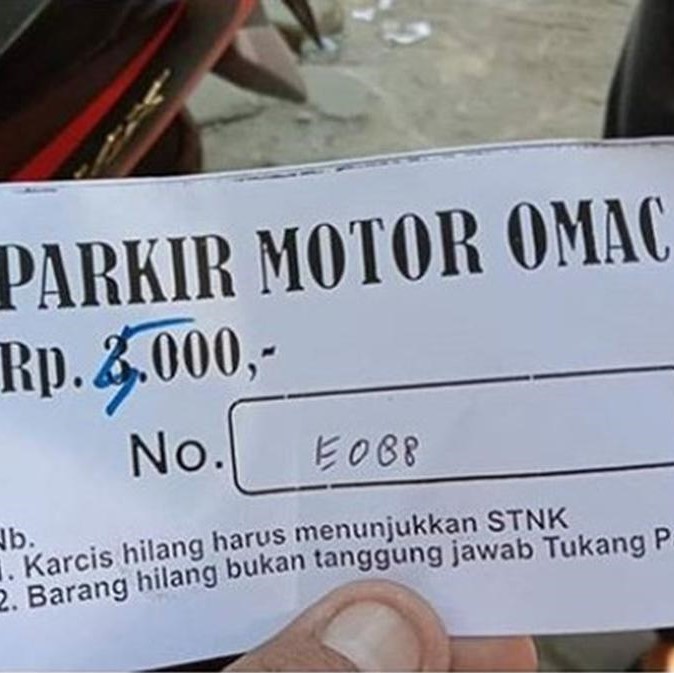 PARKIR MOTOR OMAC
Rp. 5.000,-
No. E0B8
Nb.
1. Karcis hilang harus menunjukkan STNK
2. Barang hilang bukan tanggung jawab Tukang P